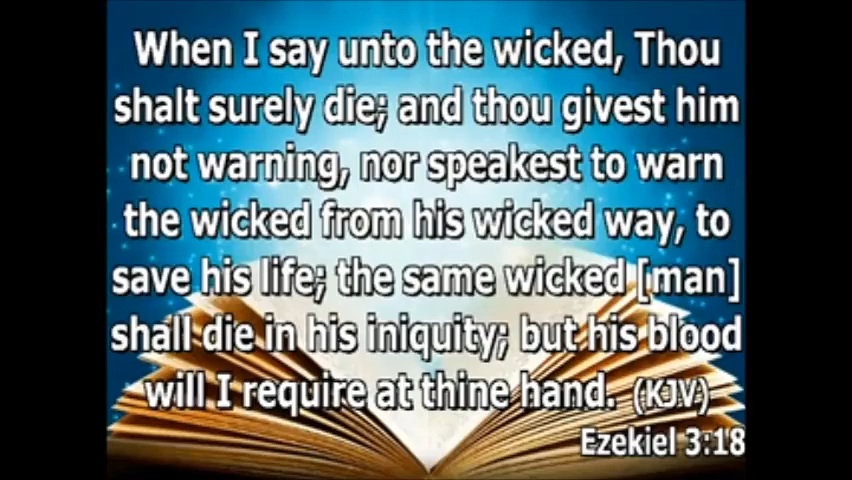 When I say unto the wicked, Thou
shalt surely die; and thou givest him
not warning, nor speakest to warn
the wicked from his wicked way, to
save his life; the same wicked [man]
shall die in his iniquity; but his blood
will I require at thine hand. (KJV)
Ezekiel 3:18